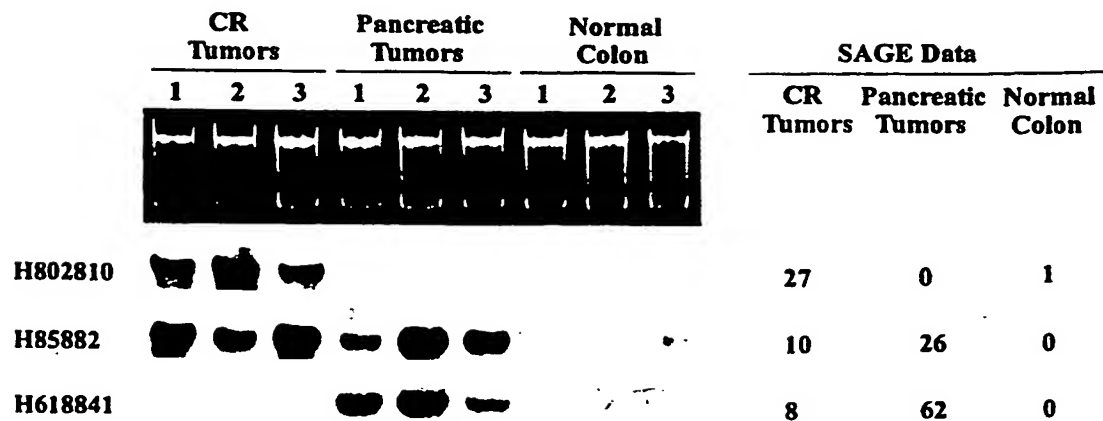 CR Tumors Pancreatic Tumors Normal Colon
SAGE Data
1 2 3 1 2 3 1 2 3
CR Tumors Pancreatic Tumors Normal Colon
H802810 27 0 1
H85882 10 26 0
H618841 8 62 0